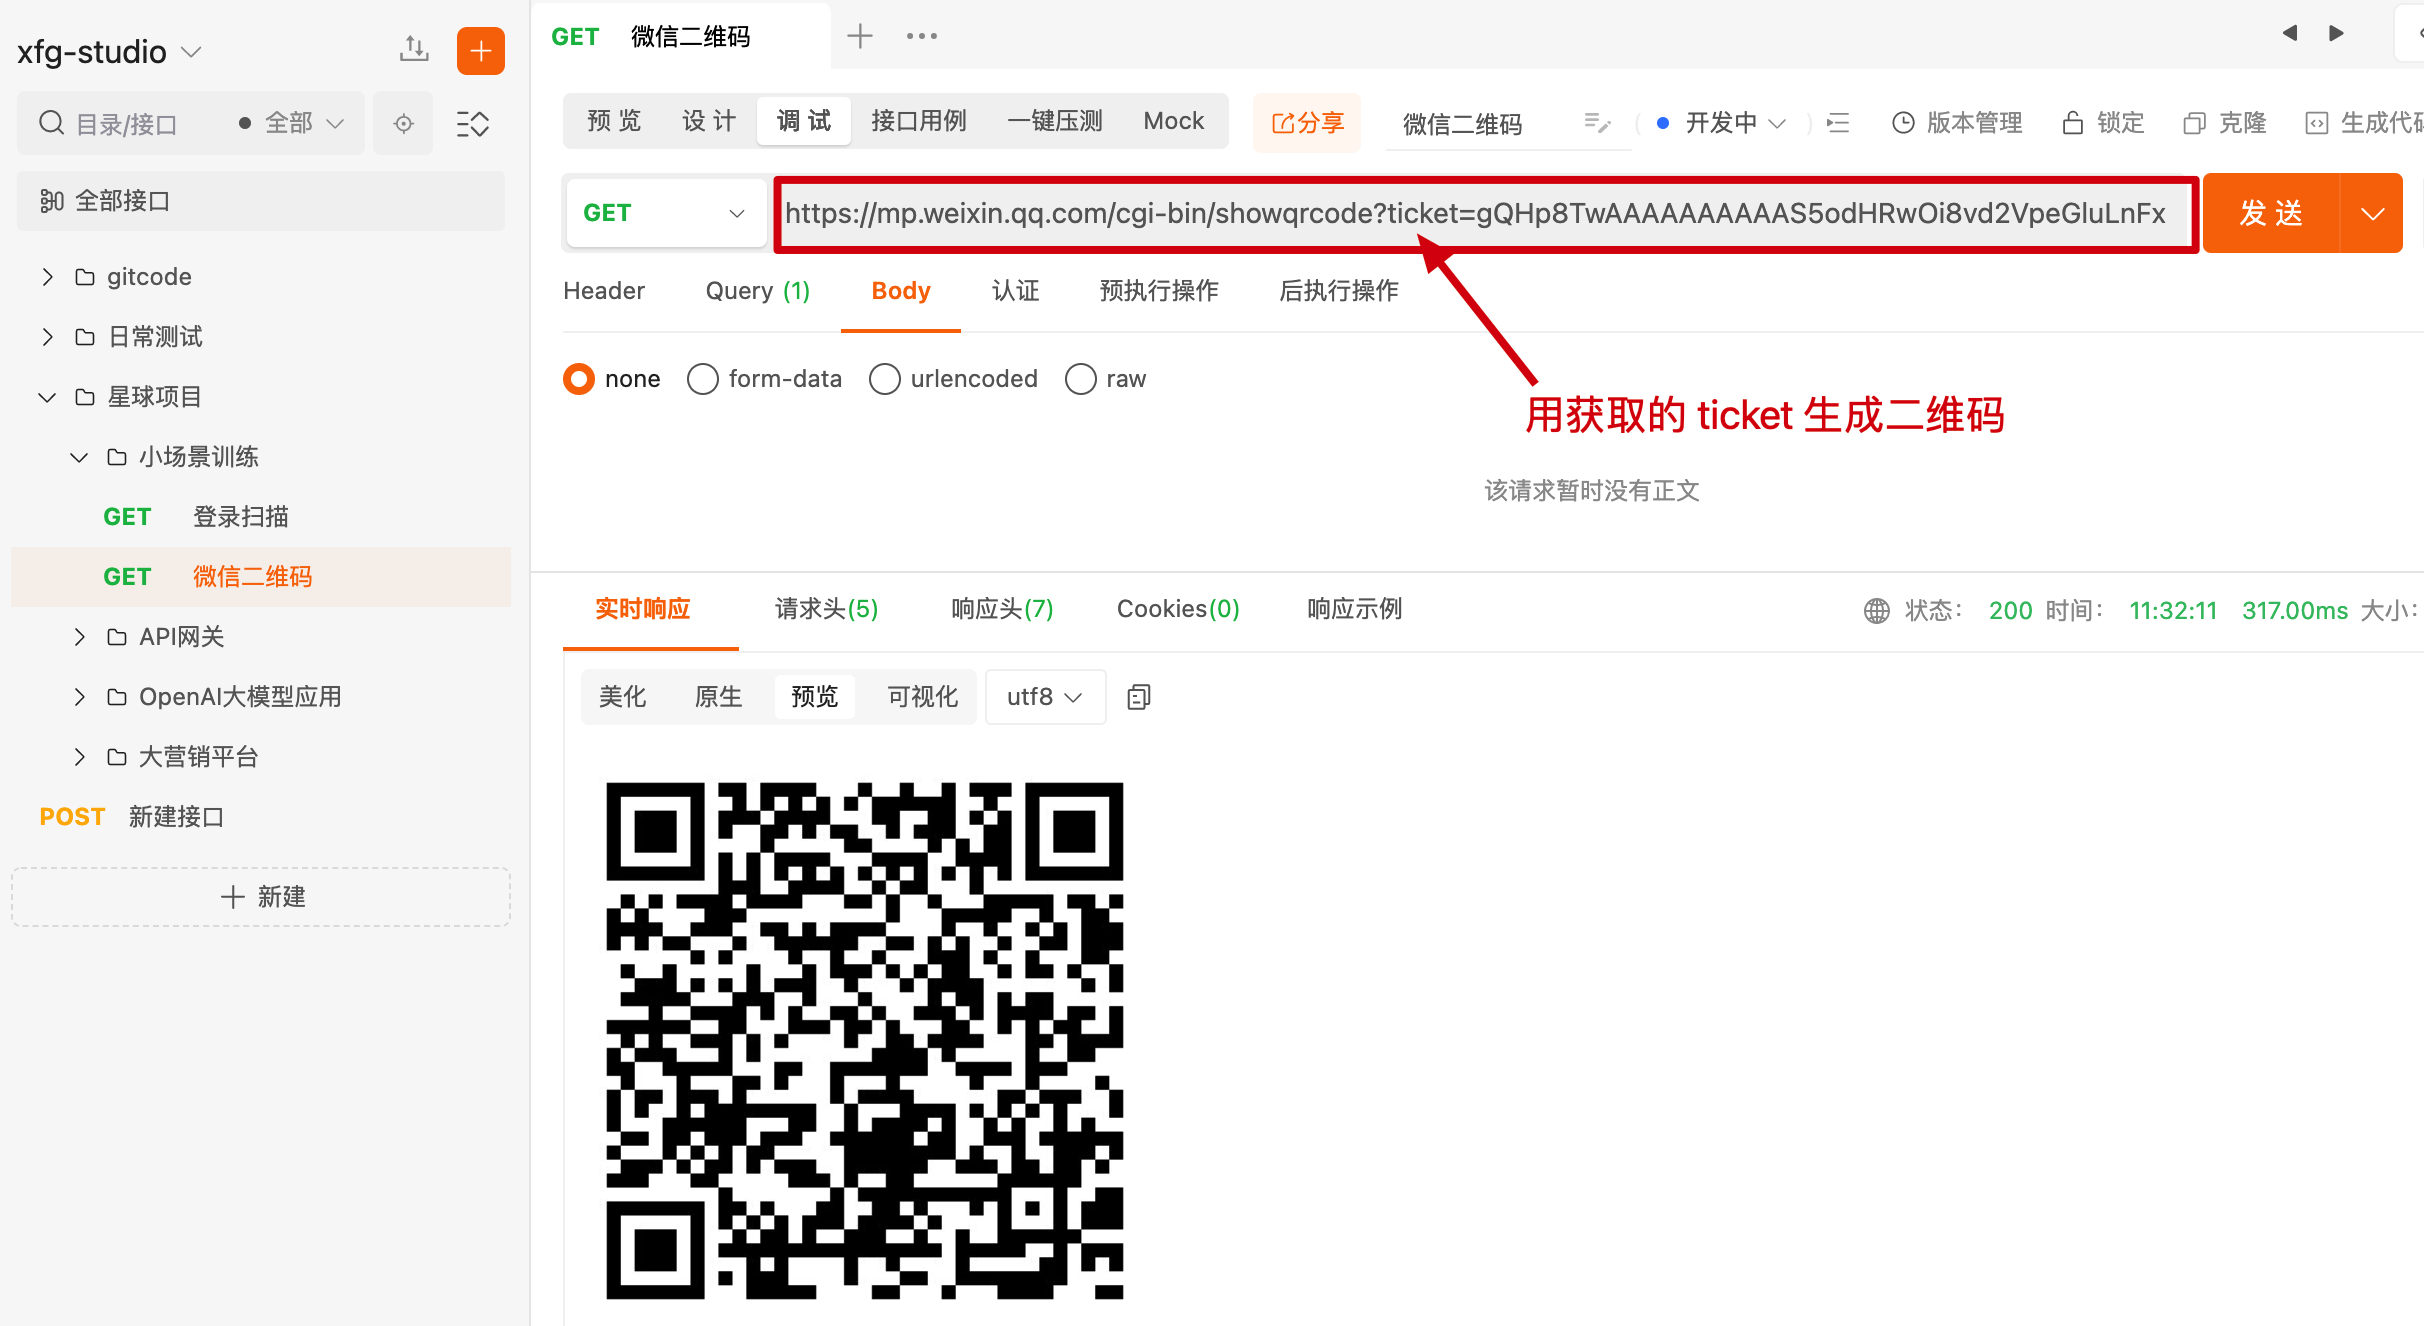 xfg-studio
目录/接口
全部
全部接口
gitcode
日常测试
星球项目
小场景训练
GET 登录扫描
GET 微信二维码
API网关
OpenAI大模型应用
大营销平台
POST 新建接口
新建
GET 微信二维码
预览 设计 调试 接口用例 一键压测 Mock
分享
微信二维码
开发中
版本管理
锁定
克隆
生成代码
GET
https://mp.weixin.qq.com/cgi-bin/showqrcode?ticket=gQHp8TwAAAAAAAAAAS5odHRwOi8vd2VpeGluLnFx
发送
Header Query (1) Body 认证 预执行操作 后执行操作
none form-data urlencoded raw
用获取的 ticket 生成二维码
该请求暂时没有正文
实时响应 请求头(5) 响应头(7) Cookies(0) 响应示例
状态: 200 时间: 11:32:11 317.00ms 大小:
美化 原生 预览 可视化 utf8